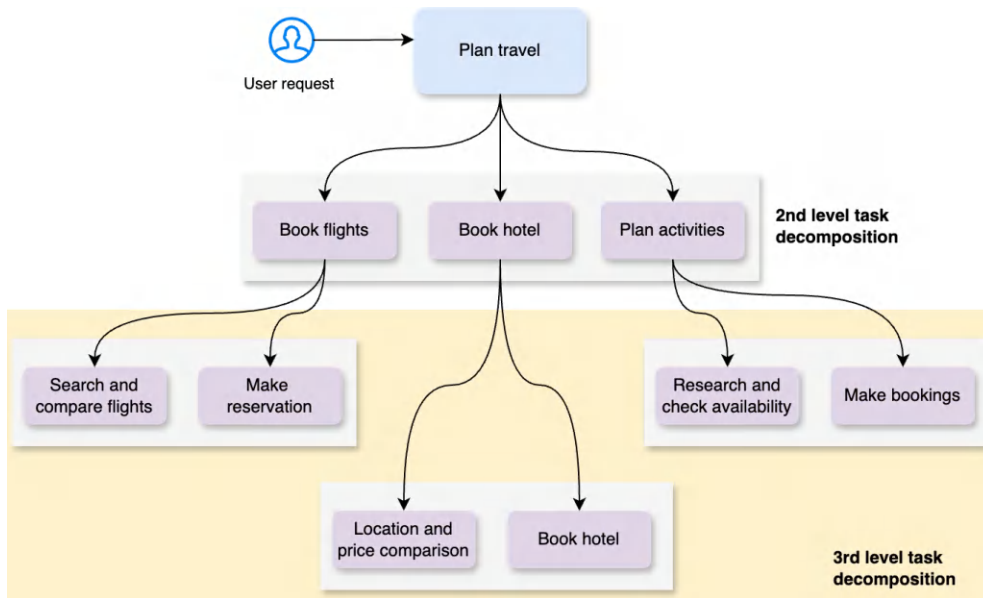 Plan travel
User request
Book flights
Book hotel
Plan activities
2nd level task
decomposition
Search and
compare flights
Make
reservation
Research and
check availability
Make bookings
Location and
price comparison
Book hotel
3rd level task
decomposition